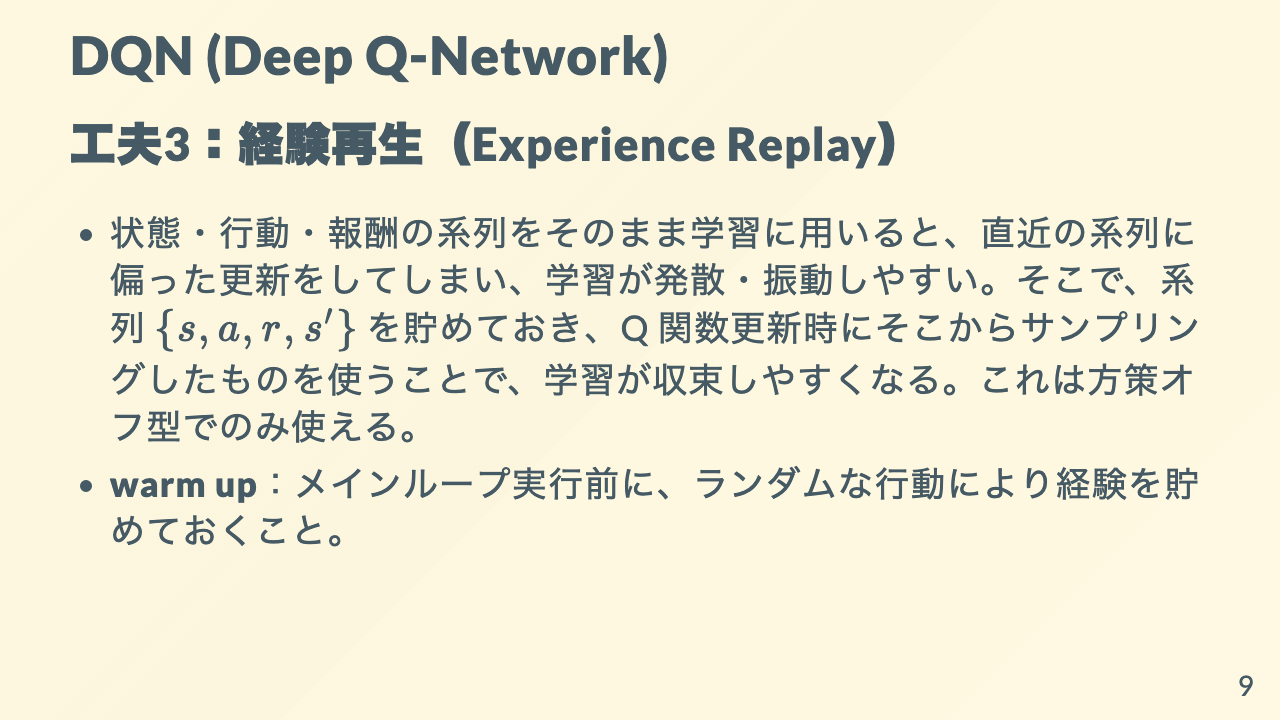 DQN (Deep Q-Network)
工夫3：経験再生（Experience Replay）
• 状態・行動・報酬の系列をそのまま学習に用いると、直近の系列に
偏った更新をしてしまい、学習が発散・振動しやすい。そこで、系
列 {s, a, r, s′} を貯めておき、Q 関数更新時にそこからサンプリン
グしたものを使うことで、学習が収束しやすくなる。これは方策オ
フ型でのみ使える。
• warm up：メインループ実行前に、ランダムな行動により経験を貯
めておくこと。
9